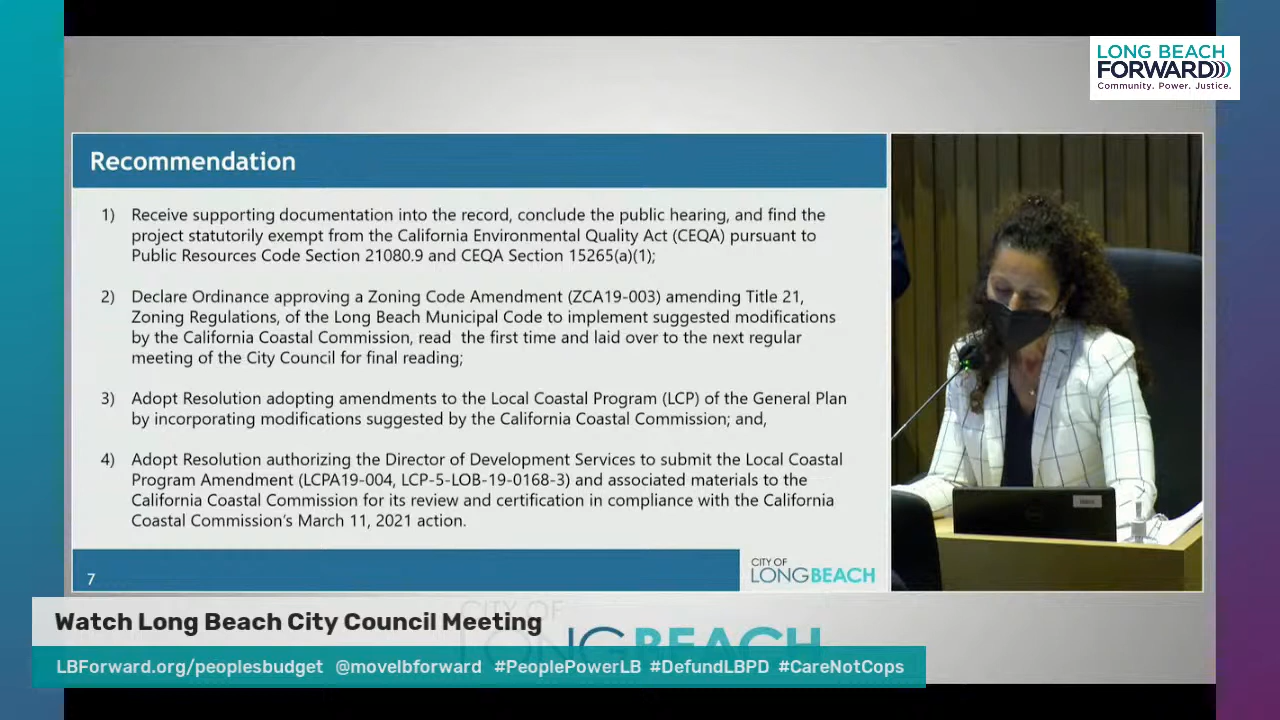 LONG BEACH
FORWARD
Community. Power. Justice.
Recommendation
1) Receive supporting documentation into the record, conclude the public hearing, and find the
project statutorily exempt from the California Environmental Quality Act (CEQA) pursuant to
Public Resources Code Section 21080.9 and CEQA Section 15265(a)(1);
2) Declare Ordinance approving a Zoning Code Amendment (ZCA19-003) amending Title 21,
Zoning Regulations, of the Long Beach Municipal Code to implement suggested modifications
by the California Coastal Commission, read the first time and laid over to the next regular
meeting of the City Council for final reading;
3) Adopt Resolution adopting amendments to the Local Coastal Program (LCP) of the General Plan
by incorporating modifications suggested by the California Coastal Commission; and,
4) Adopt Resolution authorizing the Director of Development Services to submit the Local Coastal
Program Amendment (LCPA19-004, LCP-5-LOB-19-0168-3) and associated materials to the
California Coastal Commission for its review and certification in compliance with the California
Coastal Commission's March 11, 2021 action.
7
CITY OF
LONGBEACH
CITY OF
LONGBEACH
Watch Long Beach City Council Meeting
LBForward.org/peoplesbudget @movelbforward #PeoplePowerLB #DefundLBPD #CareNotCops